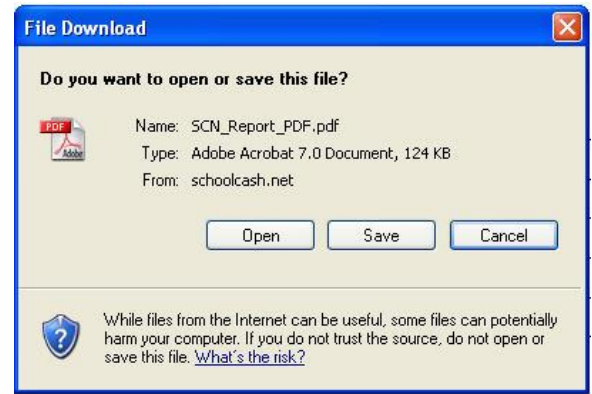 File Download
Do you want to open or save this file?
PDF
Adobe
Name: SCN_Report_PDF.pdf
Type: Adobe Acrobat 7.0 Document, 124 KB
From: schoolcash.net
Open Save Cancel
While files from the Internet can be useful, some files can potentially
harm your computer. If you do not trust the source, do not open or
save this file. What's the risk?